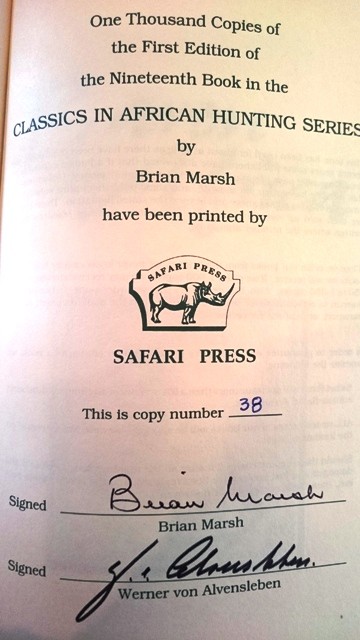 One Thousand Copies of
the First Edition of
the Nineteenth Book in the
CLASSICS IN AFRICAN HUNTING SERIES
by
Brian Marsh
have been printed by
SAFARI PRESS
SAFARI PRESS
This is copy number 38
Signed Brian Marsh
Brian Marsh
Signed
Werner von Alvensleben